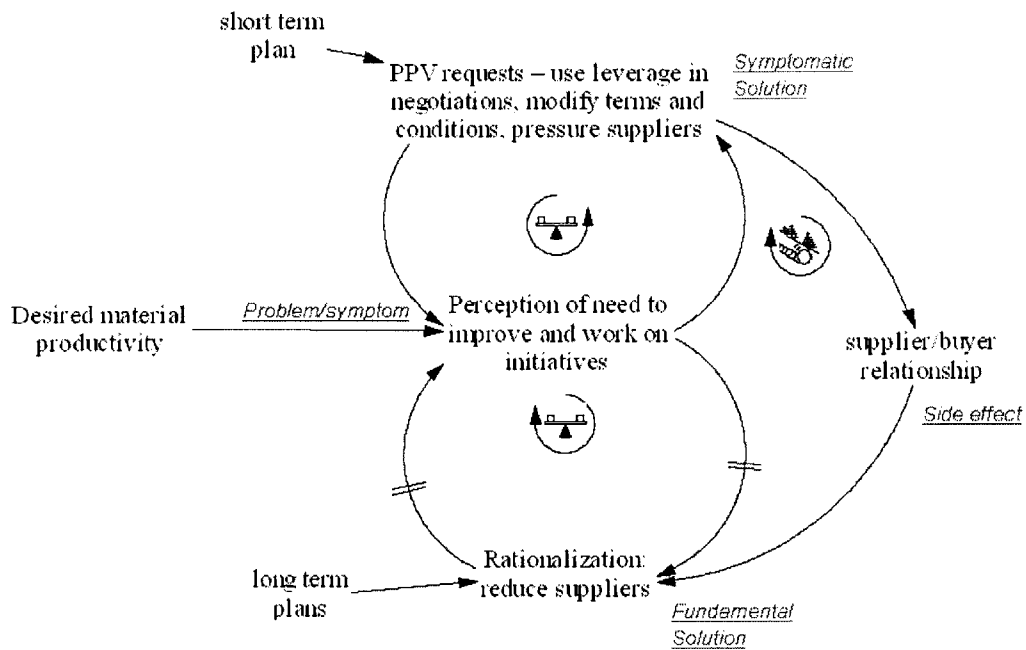 short term
plan
PPV requests – use leverage in
negotiations, modify terms and
conditions, pressure suppliers
Symptomatic
Solution
Desired material
productivity
Problem/symptom
Perception of need to
improve and work on
initiatives
supplier/buyer
relationship
Side effect
long term
plans
Rationalization:
reduce suppliers
Fundamental
Solution